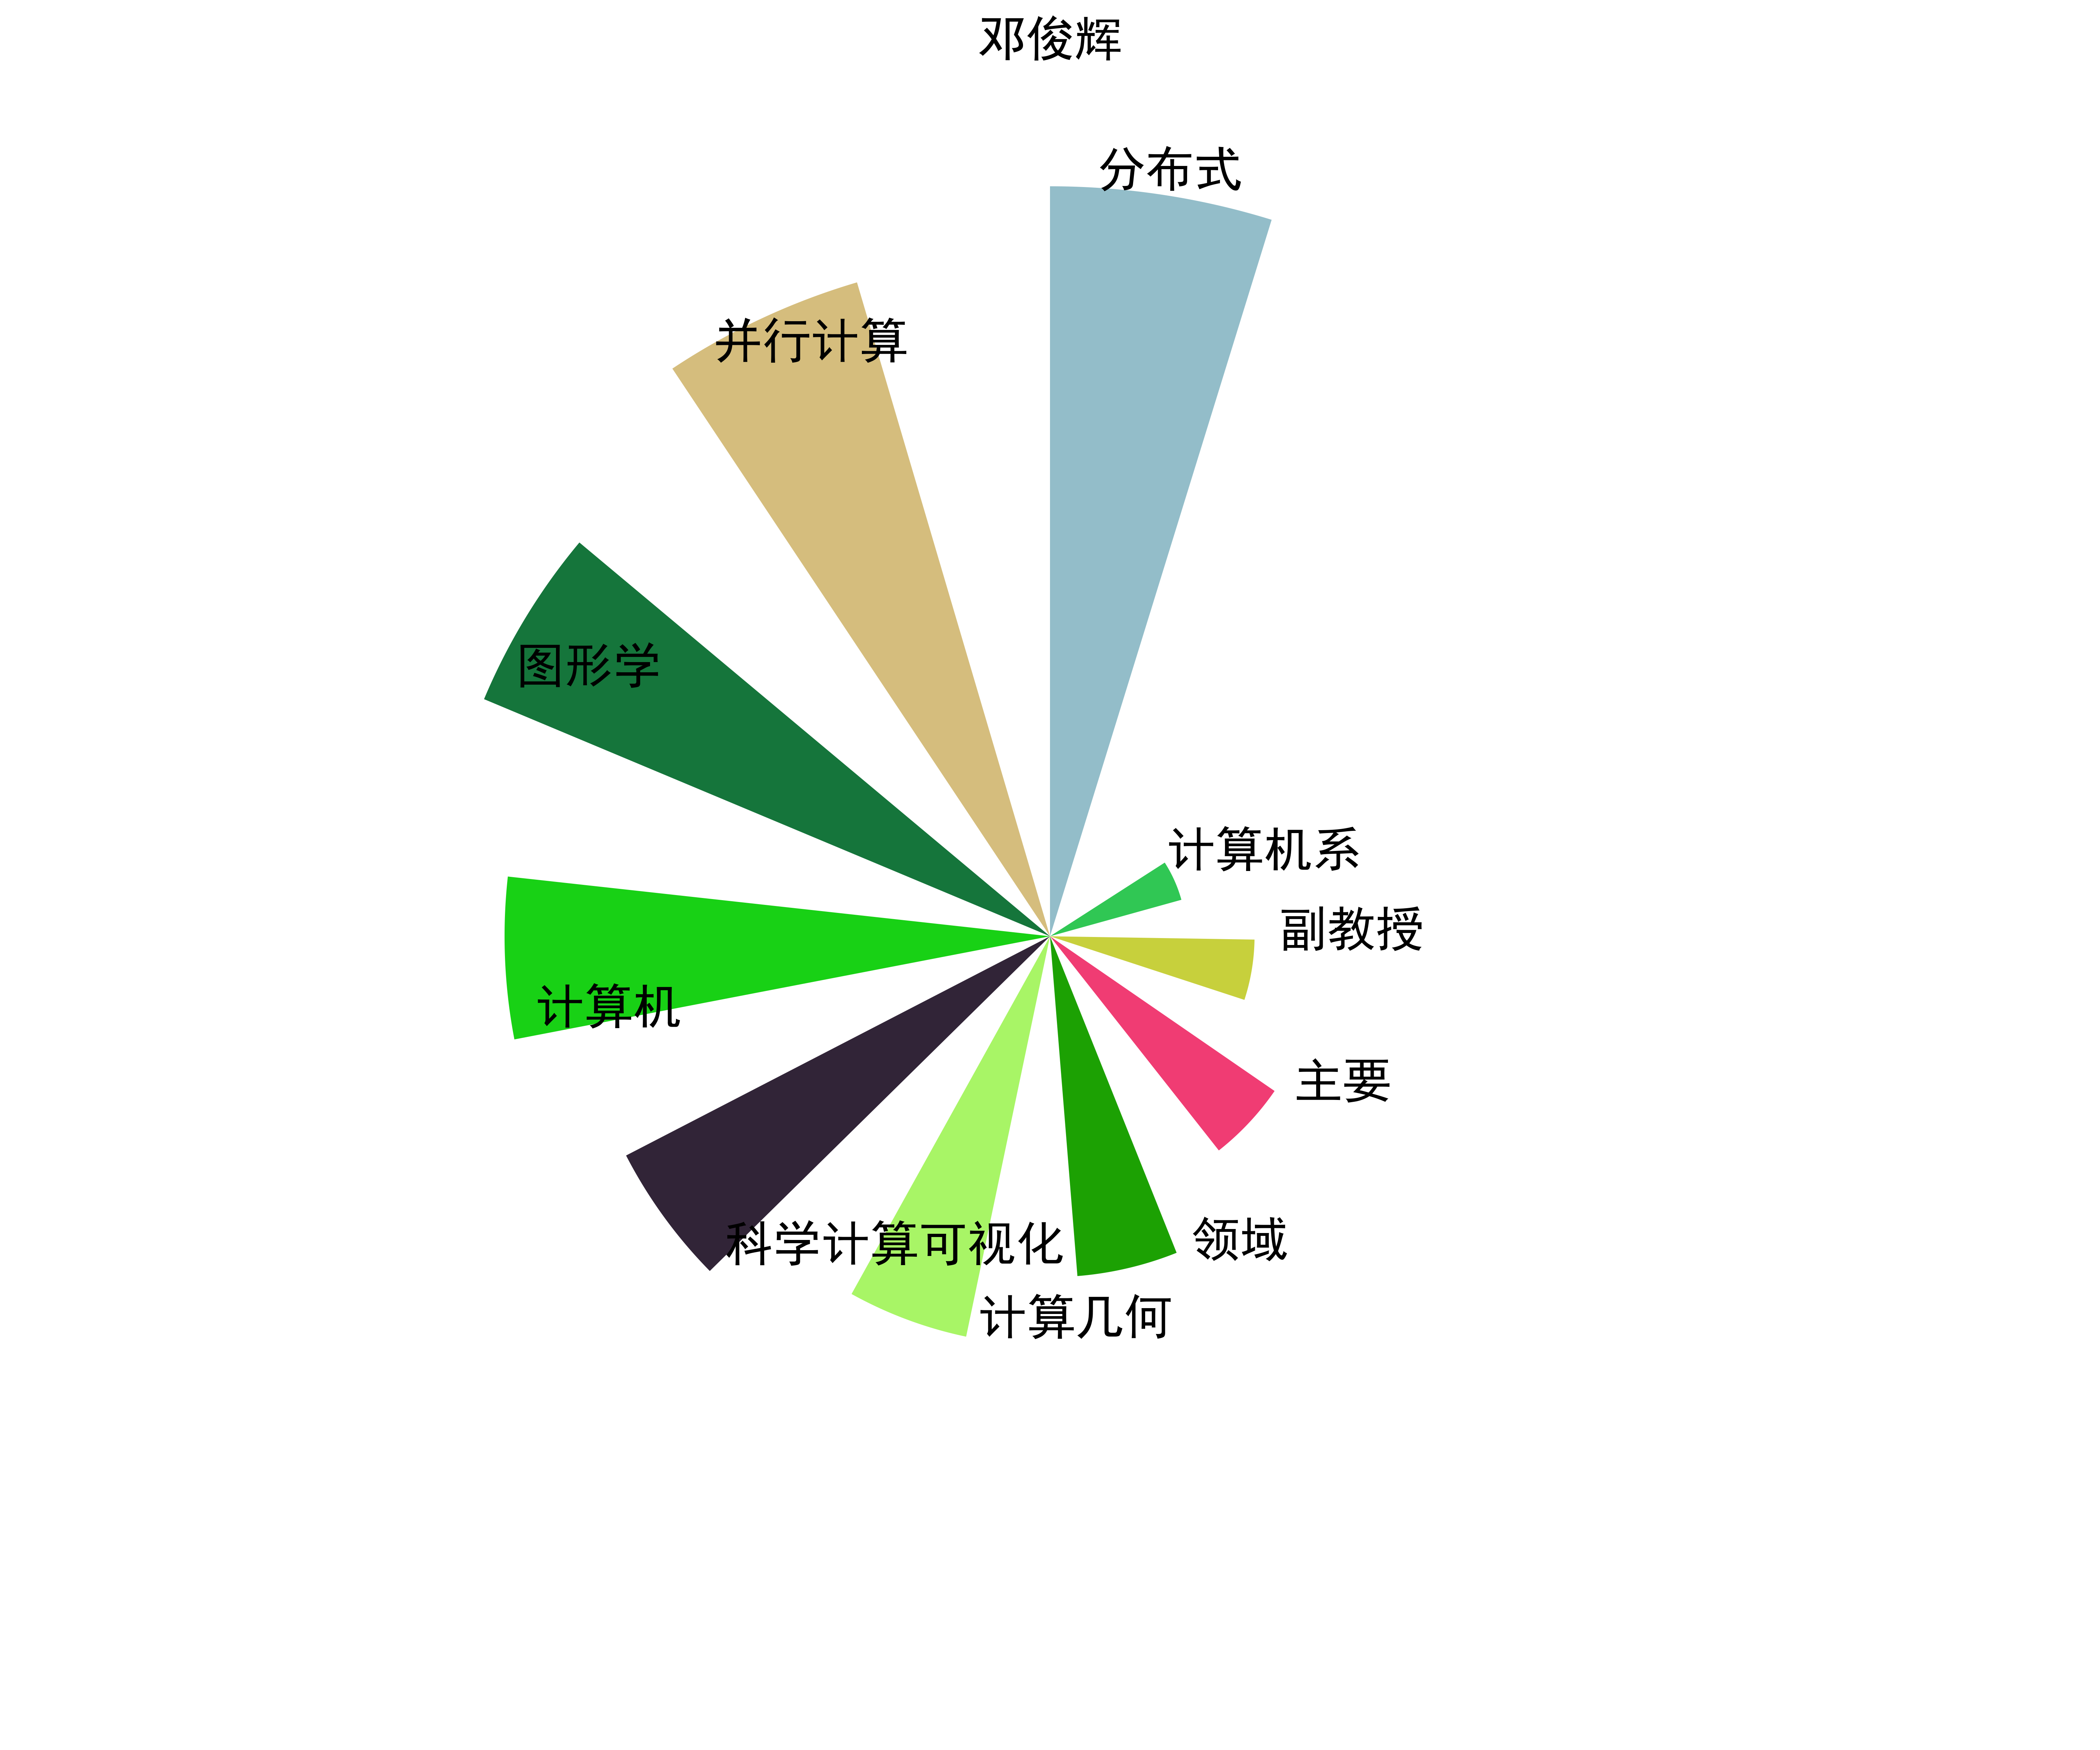 邓俊辉
分布式
并行计算
图形学
计算机系
副教授
计算机
主要
科学计算可视化
领域
计算几何